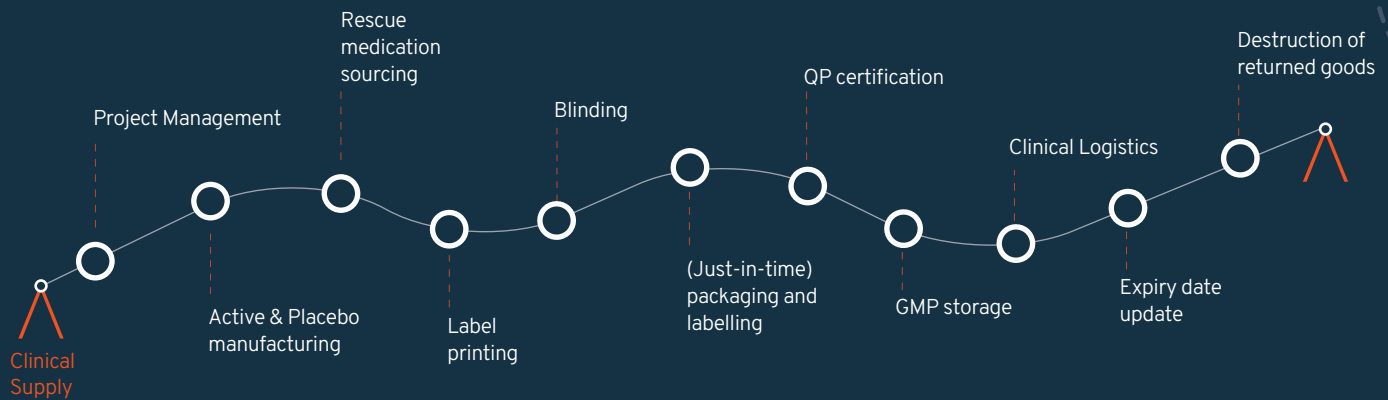 Clinical
Supply
Project Management
Active & Placebo
manufacturing
Rescue
medication
sourcing
Label
printing
Blinding
(Just-in-time)
packaging and
labelling
QP certification
GMP storage
Clinical Logistics
Expiry date
update
Destruction of
returned goods